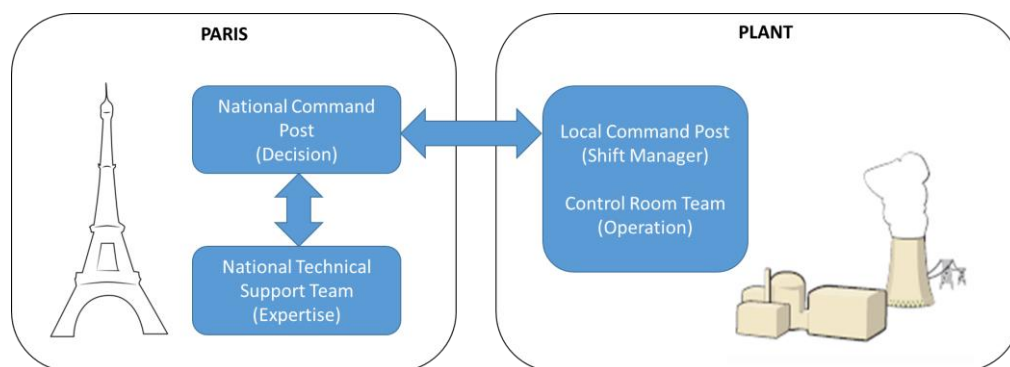 PARIS
National Command
Post
(Decision)
National Technical
Support Team
(Expertise)
PLANT
Local Command Post
(Shift Manager)
Control Room Team
(Operation)